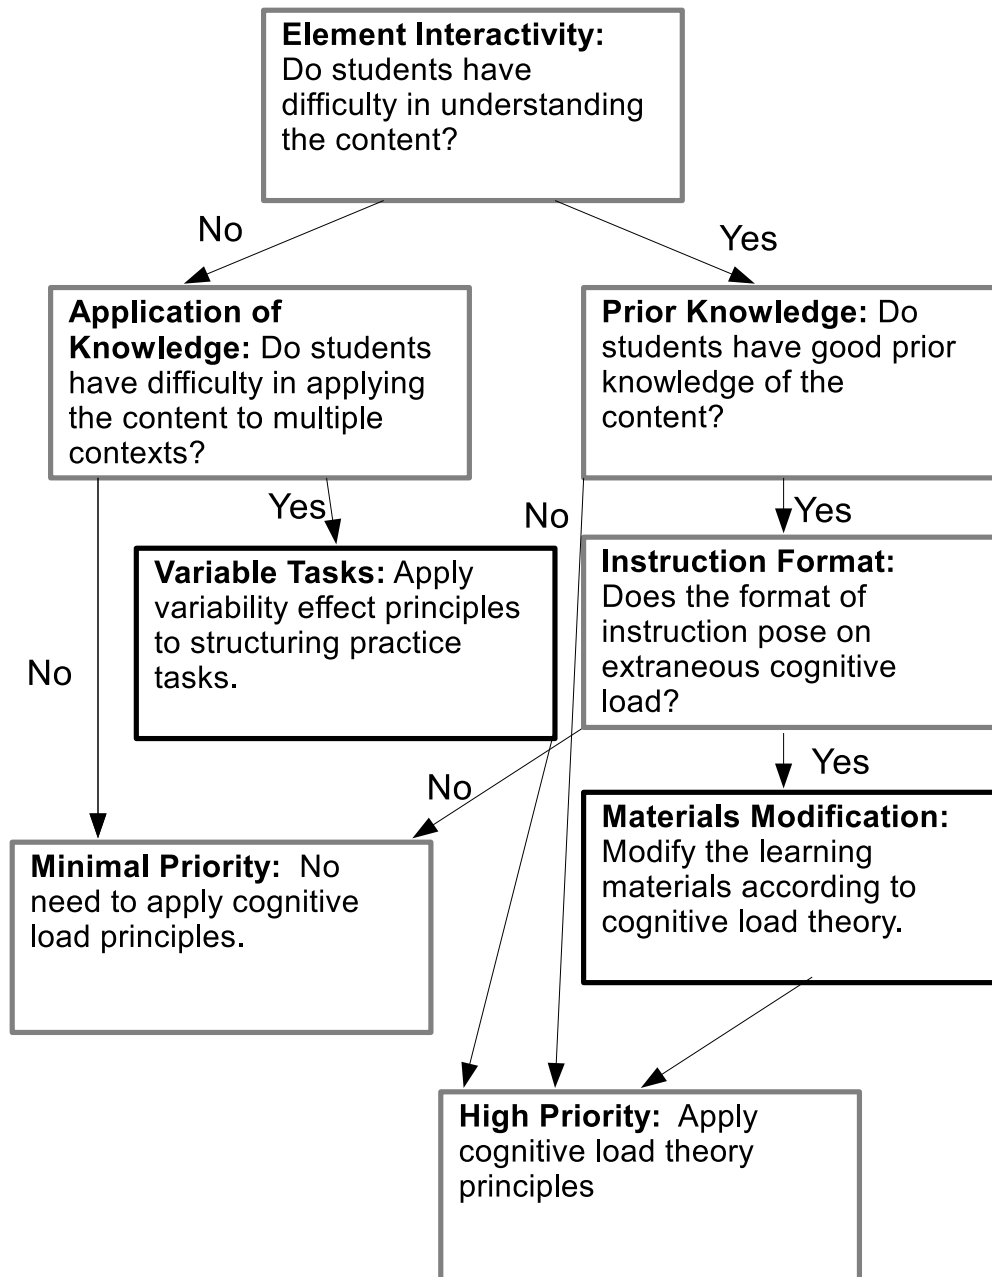 Element Interactivity:
Do students have
difficulty in understanding
the content?
No
Yes
Application of
Knowledge: Do students
have difficulty in applying
the content to multiple
contexts?
Prior Knowledge: Do
students have good prior
knowledge of the
content?
Yes
No
Yes
Variable Tasks: Apply
variability effect principles
to structuring practice
tasks.
Instruction Format:
Does the format of
instruction pose on
extraneous cognitive
load?
No
No
Yes
Minimal Priority:  No
need to apply cognitive
load principles.
Materials Modification:
Modify the learning
materials according to
cognitive load theory.
High Priority:  Apply
cognitive load theory
principles